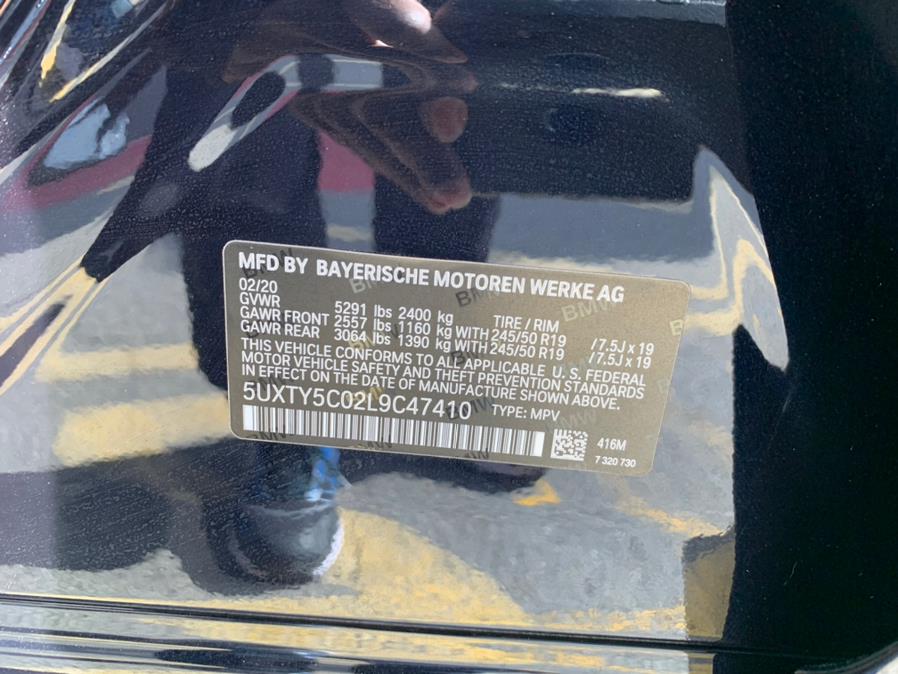 MFD BY BAYERISCHE MOTOREN WERKE AG
02/20
GVWR 5291 lbs 2400 kg TIRE / RIM
GAWR FRONT 2557 lbs 1160 kg WITH 245/50 R19 /7.5J x 19
GAWR REAR 3064 lbs 1390 kg WITH 245/50 R19 /7.5J x 19
THIS VEHICLE CONFORMS TO ALL APPLICABLE U. S. FEDERAL
MOTOR VEHICLE SAFETY AND THEFT PREVENTION STANDARDS
IN EFFECT ON THE DATE OF MANUFACTURE SHOWN ABOVE.
5UXTY5C02L9C47410 TYPE: MPV
416M
7 320 730